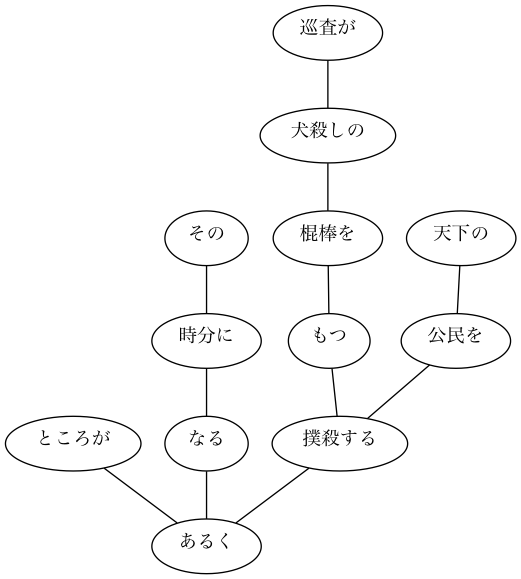 巡査が
犬殺しの
その
棍棒を
天下の
時分に
もつ
公民を
ところが
なる
撲殺する
あるく